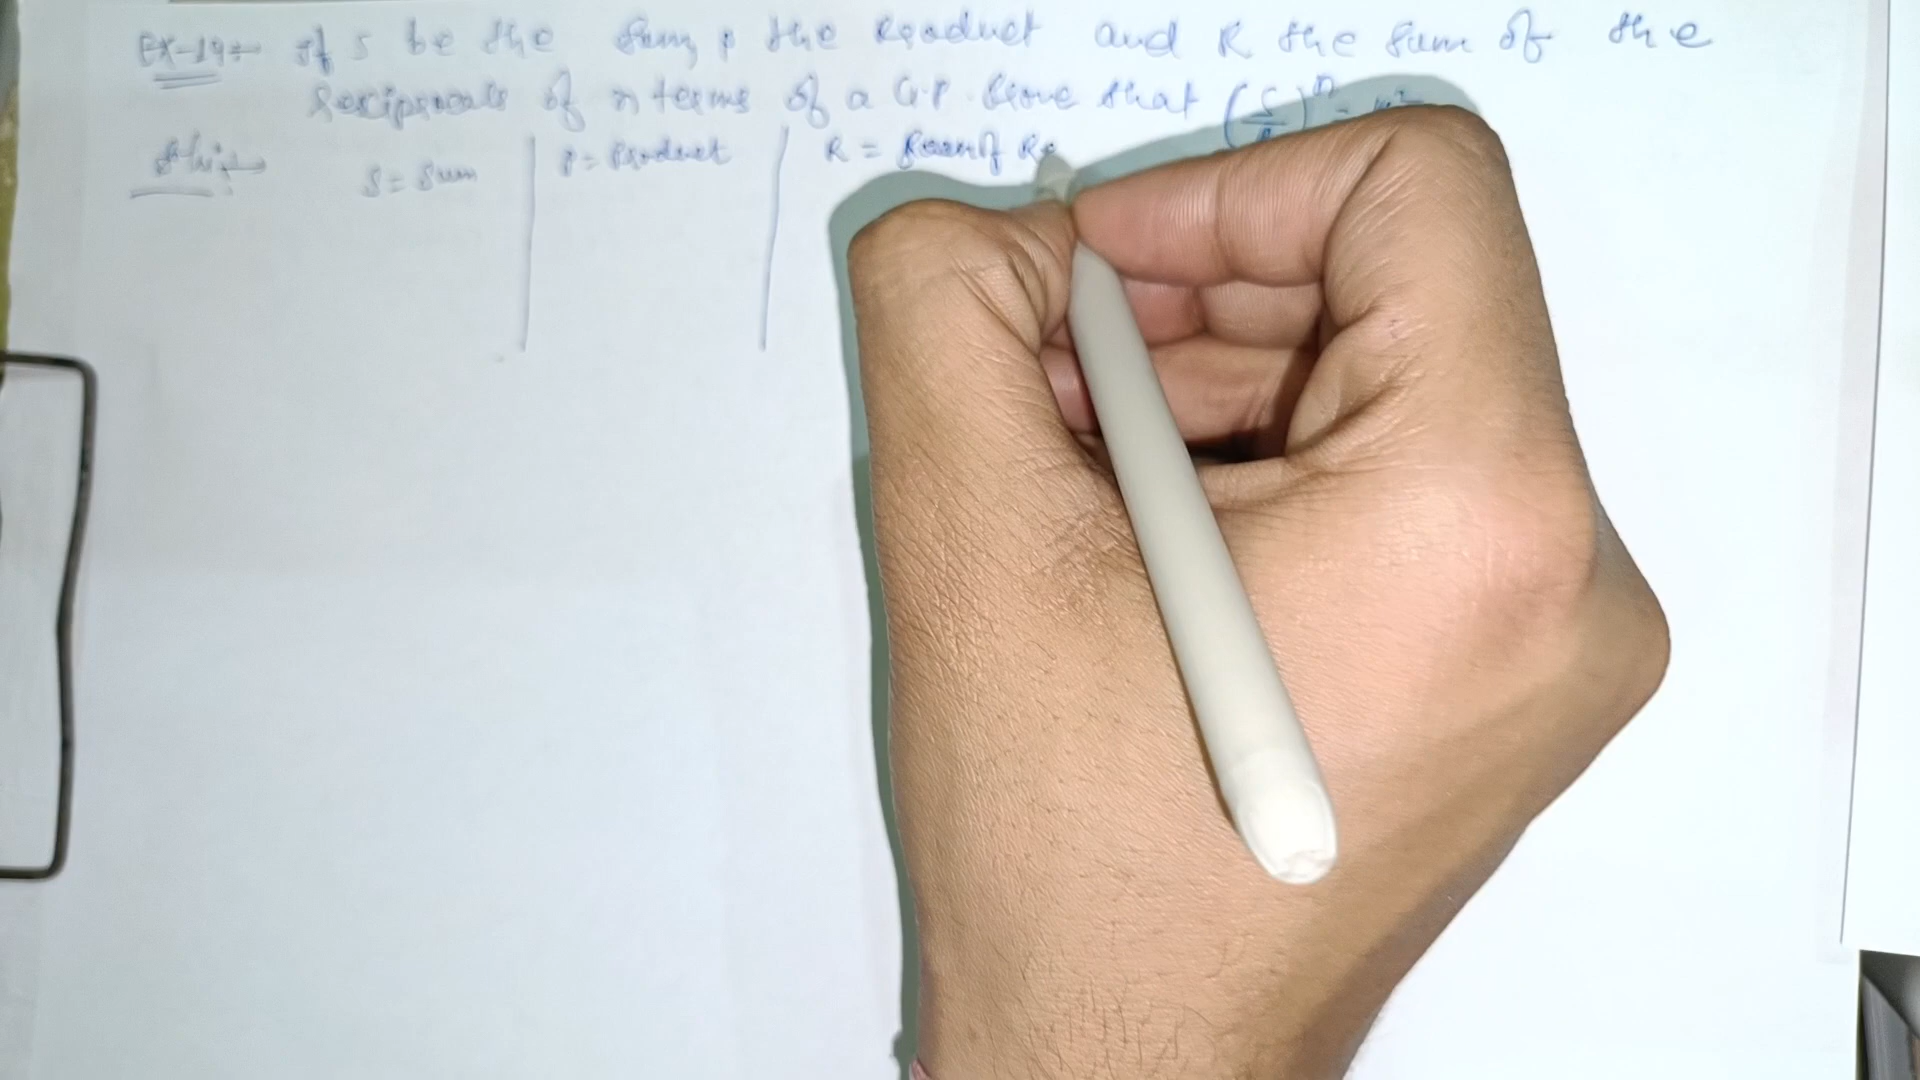 Ex-19÷ If S be the Sum, P the Product and R the Sum of the
Reciprocals of n terms of a G.P. Prove that (S/R)^n =
Solui÷ S = Sum | P = Product | R = Sum of Re